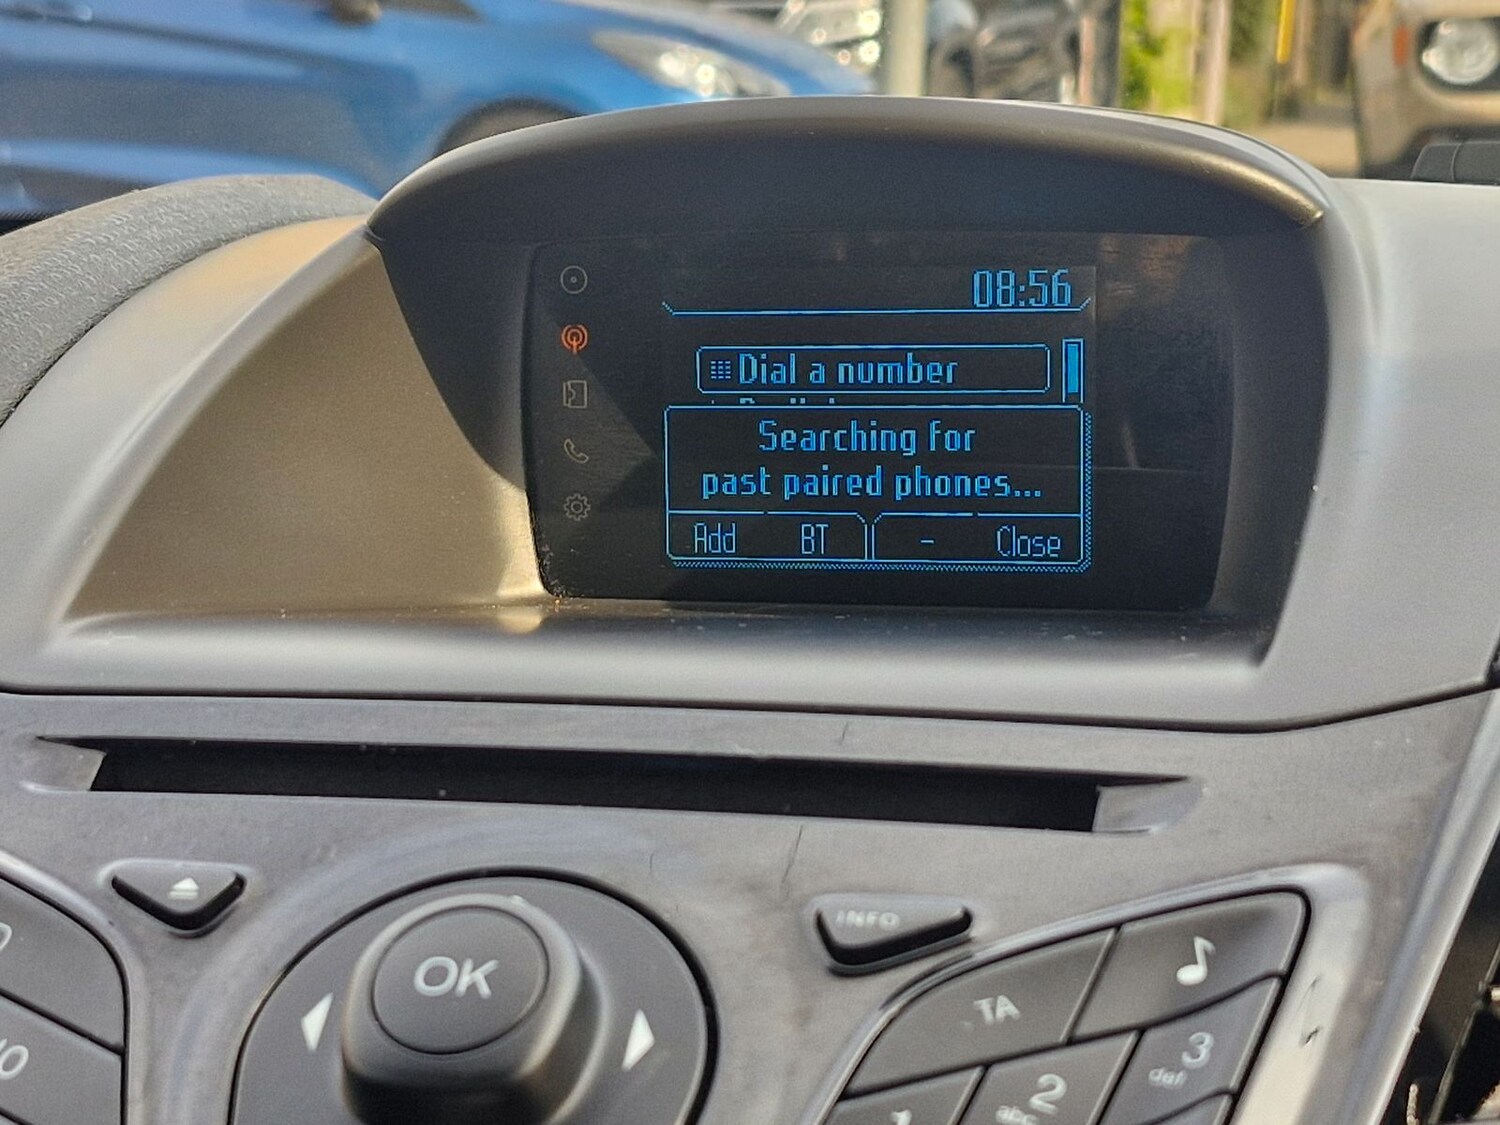 08:56
Dial a number
Searching for
past paired phones...
Add BT - Close
INFO
OK
TA
3
def
2
abc
1